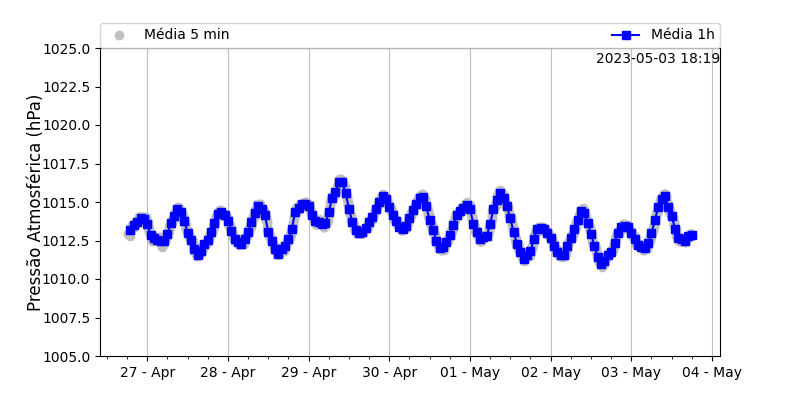 Média 5 min
Média 1h
2023-05-03 18:19
Pressão Atmosférica (hPa)
1025.0
1022.5
1020.0
1017.5
1015.0
1012.5
1010.0
1007.5
1005.0
27 - Apr
28 - Apr
29 - Apr
30 - Apr
01 - May
02 - May
03 - May
04 - May